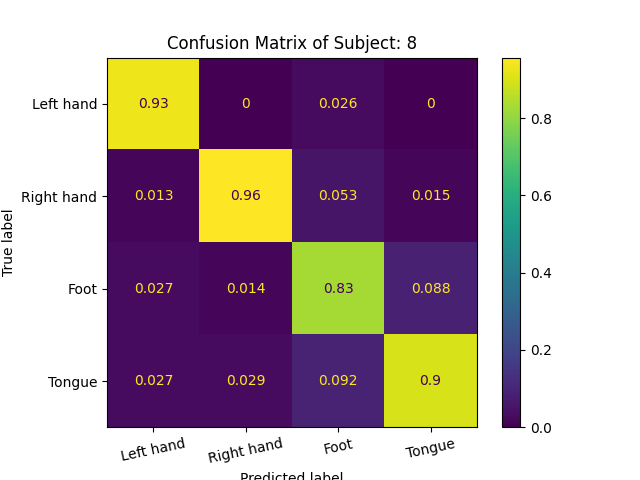 Confusion Matrix of Subject: 8
True label
Left hand 0.93 0 0.026 0
Right hand 0.013 0.96 0.053 0.015
Foot 0.027 0.014 0.83 0.088
Tongue 0.027 0.029 0.092 0.9
Left hand Right hand Foot Tongue
Predicted label
0.8
0.6
0.4
0.2
0.0